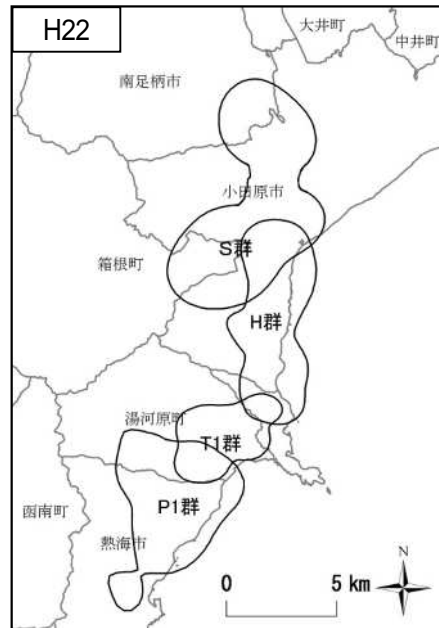 H22
大井町
中井町
南足柄市
小田原市
S群
箱根町
H群
湯河原町
T1群
P1群
函南町
熱海市
N
0 5 km